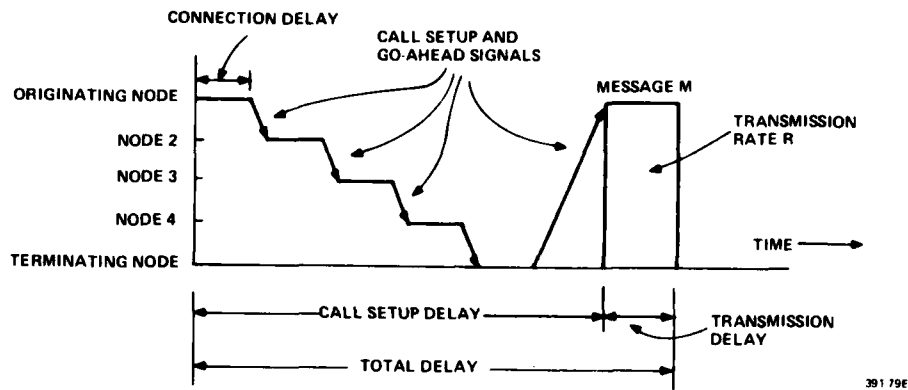 CONNECTION DELAY
CALL SETUP AND
GO-AHEAD SIGNALS
MESSAGE M
ORIGINATING NODE
TRANSMISSION
RATE R
NODE 2
NODE 3
NODE 4
TIME
TERMINATING NODE
CALL SETUP DELAY
TRANSMISSION
DELAY
TOTAL DELAY
391 79E